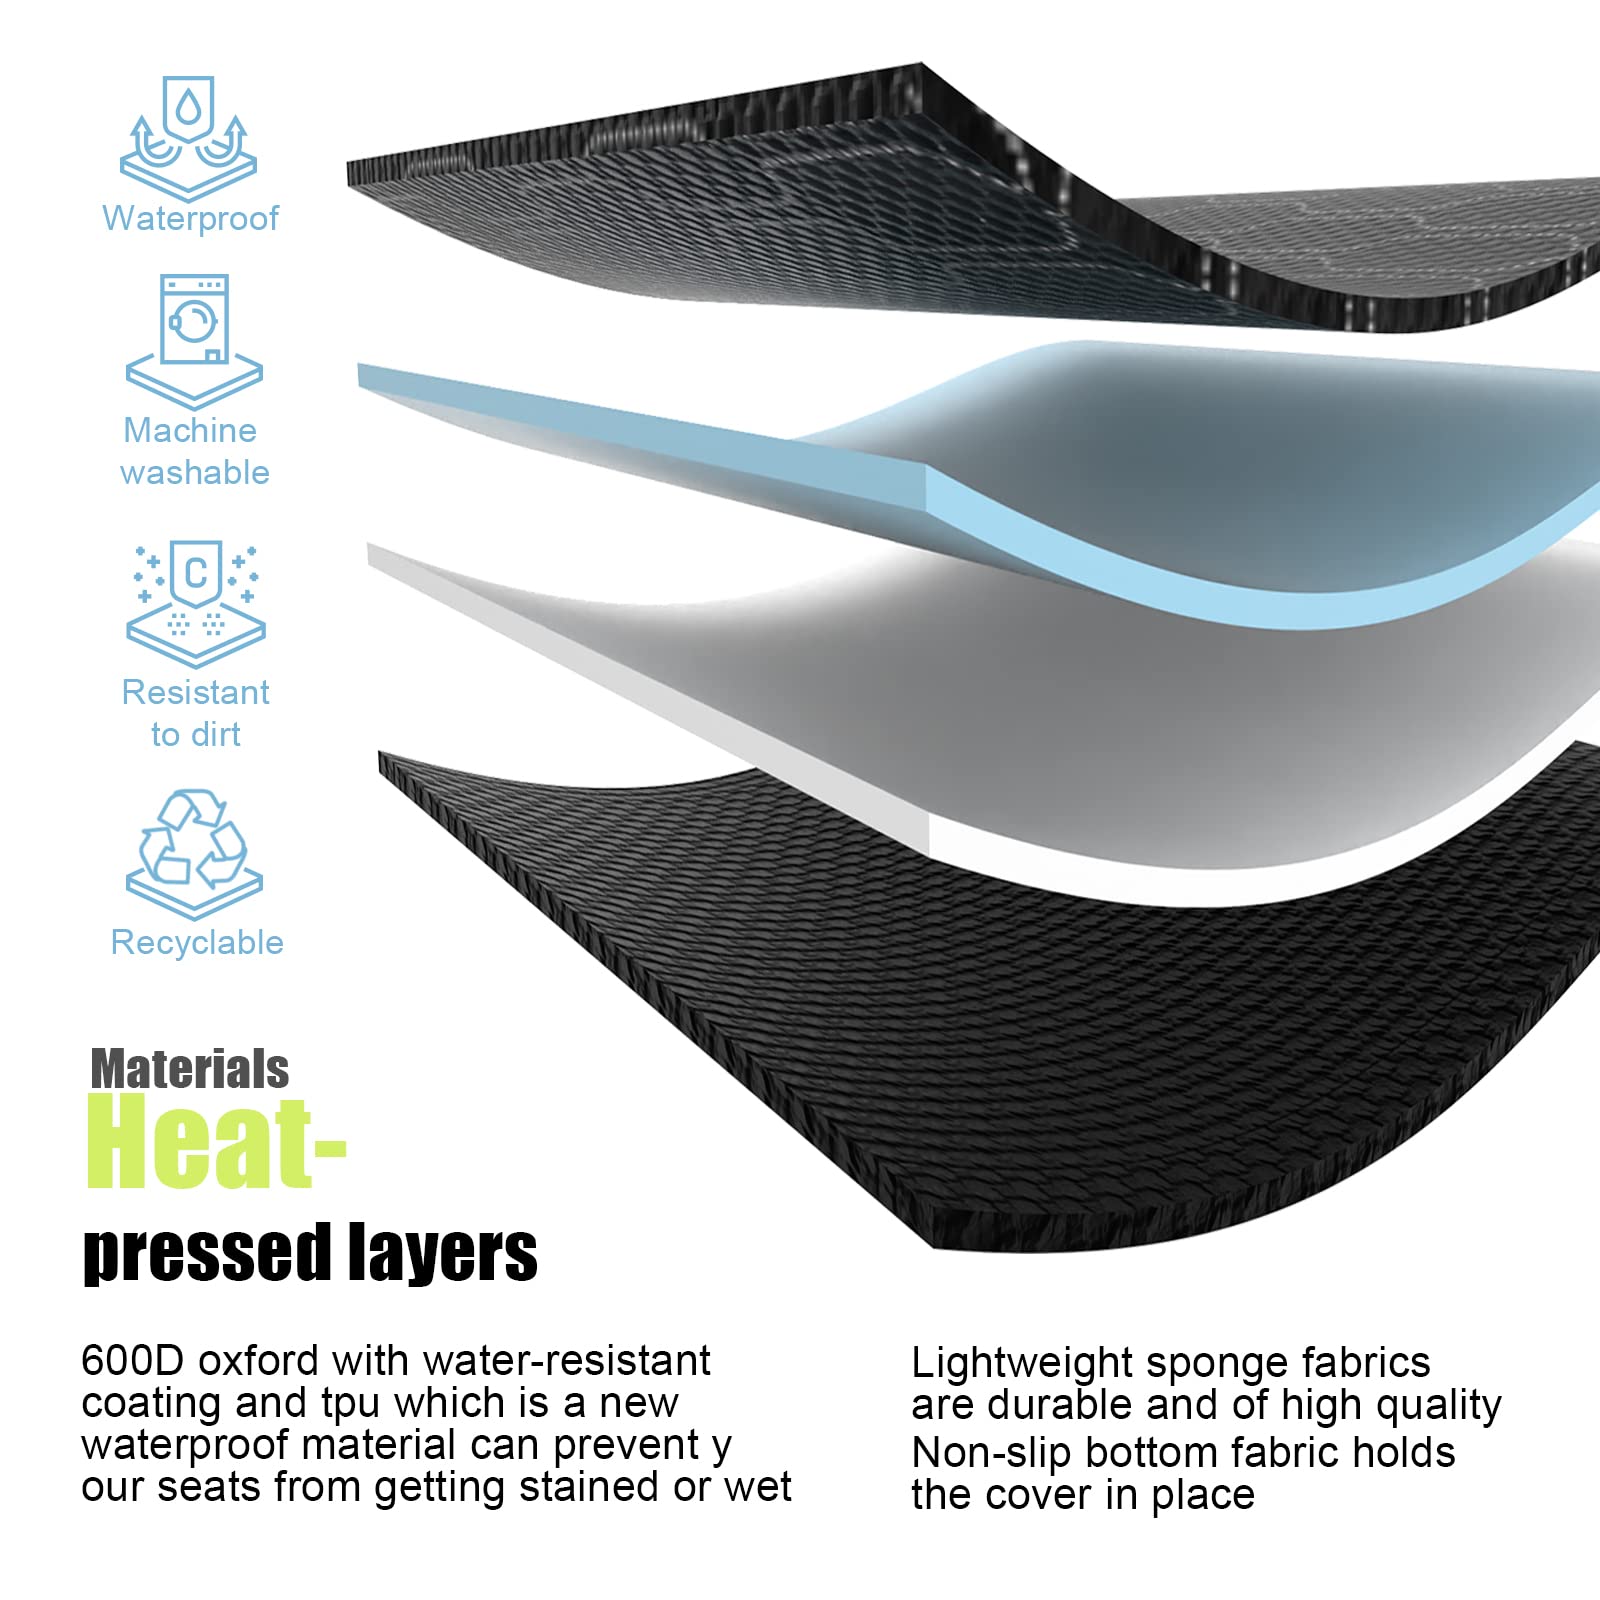 Waterproof
Machine
washable
C
Resistant
to dirt
Recyclable
Materials
Heat-
pressed layers
600D oxford with water-resistant
coating and tpu which is a new
waterproof material can prevent y
our seats from getting stained or wet
Lightweight sponge fabrics
are durable and of high quality
Non-slip bottom fabric holds
the cover in place